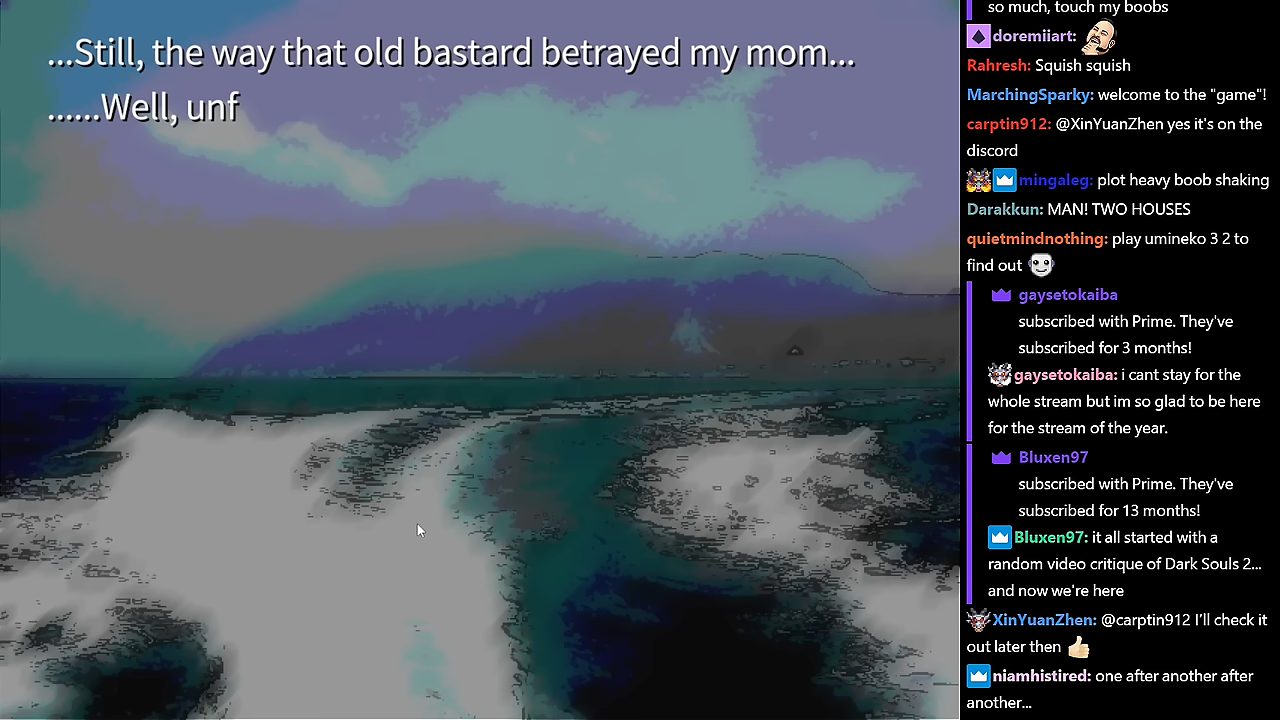 ...Still, the way that old bastard betrayed my mom...
......Well, unf
so much, touch my boobs
doremiiart:
Rahresh: Squish squish
MarchingSparky: welcome to the "game"!
carptin912: @XinYuanZhen yes it's on the
discord
mingaleg: plot heavy boob shaking
Darakkun: MAN! TWO HOUSES
quietmindnothing: play umineko 3 2 to
find out
gaysetokaiba
subscribed with Prime. They've
subscribed for 3 months!
gaysetokaiba: i cant stay for the
whole stream but im so glad to be here
for the stream of the year.
Bluxen97
subscribed with Prime. They've
subscribed for 13 months!
Bluxen97: it all started with a
random video critique of Dark Souls 2...
and now we're here
XinYuanZhen: @carptin912 I'll check it
out later then
niamhistired: one after another after
another...